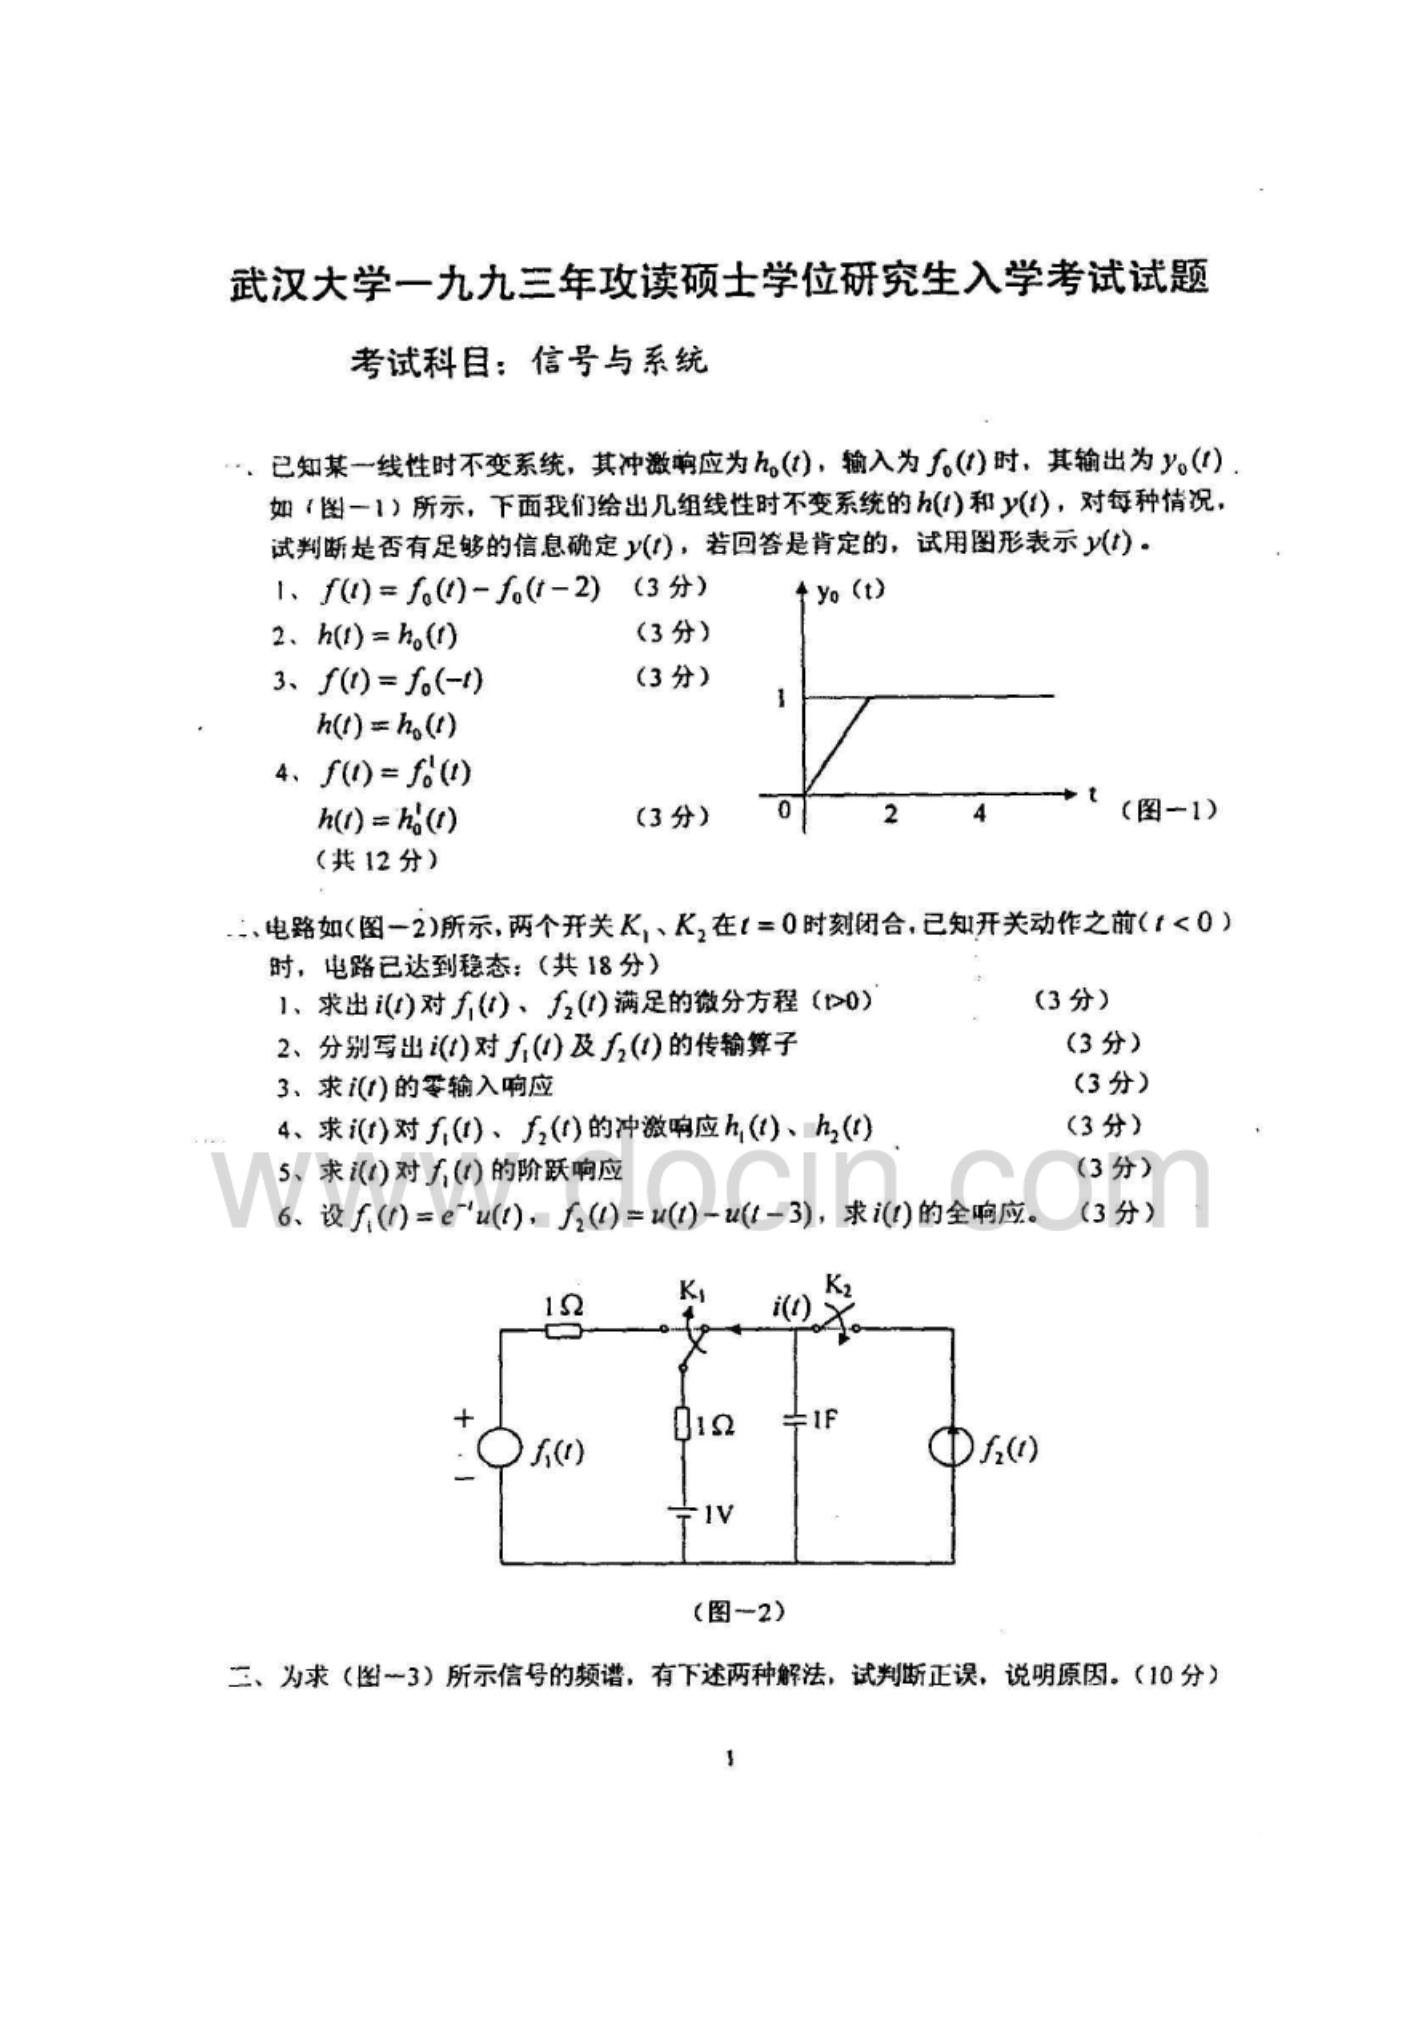 武汉大学一九九三年攻读硕士学位研究生入学考试试题
考试科目：信号与系统
一、已知某一线性时不变系统，其冲激响应为h₀(t)，输入为f₀(t)时，其输出为y₀(t).
如（图－1）所示，下面我们给出几组线性时不变系统的h(t)和y(t)，对每种情况，
试判断是否有足够的信息确定y(t)，若回答是肯定的，试用图形表示y(t)。
1、f(t) = f₀(t) − f₀(t − 2) （3 分）
2、h(t) = h₀(t) （3 分）
3、f(t) = f₀(−t) （3 分）
h(t) = h₀(t)
4、f(t) = f₀¹(t)
h(t) = h₀¹(t) （3 分）
（共 12 分）
y₀（t）
1
0 2 4 t
（图－1）
二、电路如(图－2)所示，两个开关K₁、K₂在t = 0时刻闭合，已知开关动作之前(t < 0)
时，电路已达到稳态：（共 18 分）
1、求出i(t)对f₁(t)、f₂(t)满足的微分方程（t>0） （3 分）
2、分别写出i(t)对f₁(t)及f₂(t)的传输算子 （3 分）
3、求i(t)的零输入响应 （3 分）
4、求i(t)对f₁(t)、f₂(t)的冲激响应h₁(t)、h₂(t) （3 分）
5、求i(t)对f₁(t)的阶跃响应 （3 分）
6、设f₁(t) = e⁻ᵗu(t)，f₂(t) = u(t) − u(t − 3)，求i(t)的全响应。 （3 分）
www.docin.com
1Ω K₁ i(t) K₂
+
−
f₁(t) 1Ω 1F f₂(t)
1V
（图－2）
三、为求（图－3）所示信号的频谱，有下述两种解法，试判断正误，说明原因。（10 分）
1